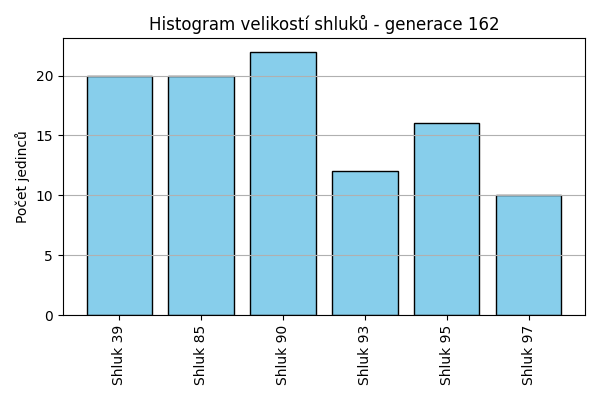 Histogram velikostí shluků - generace 162
Počet jedinců
20
15
10
5
0
Shluk 39
Shluk 85
Shluk 90
Shluk 93
Shluk 95
Shluk 97